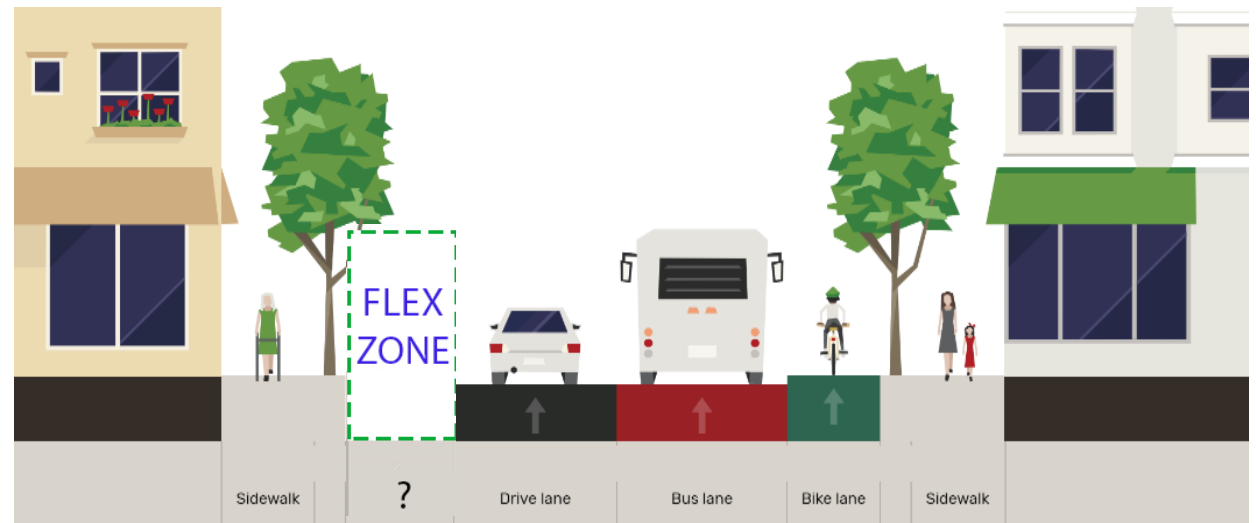 FLEX
ZONE
Sidewalk
?
Drive lane
Bus lane
Bike lane
Sidewalk